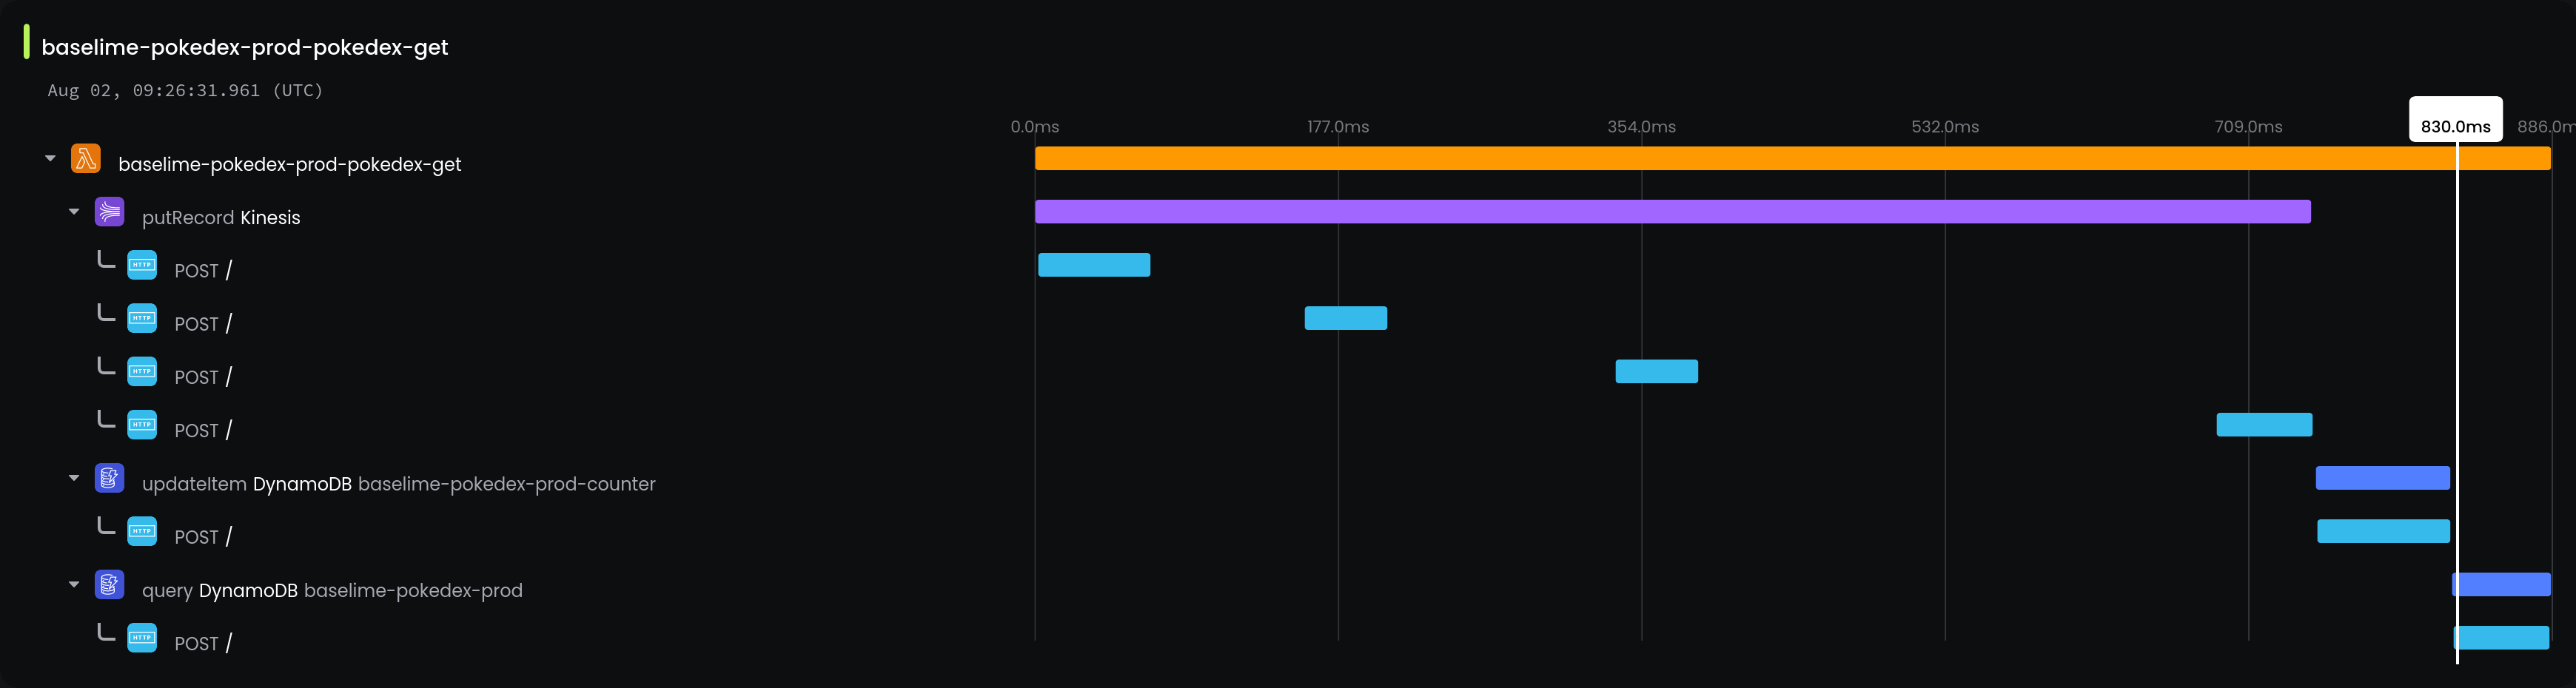 baselime-pokedex-prod-pokedex-get
Aug 02, 09:26:31.961 (UTC)
0.0ms 177.0ms 354.0ms 532.0ms 709.0ms 830.0ms 886.0m
baselime-pokedex-prod-pokedex-get
putRecord Kinesis
HTTP POST /
HTTP POST /
HTTP POST /
HTTP POST /
updateItem DynamoDB baselime-pokedex-prod-counter
HTTP POST /
query DynamoDB baselime-pokedex-prod
HTTP POST /